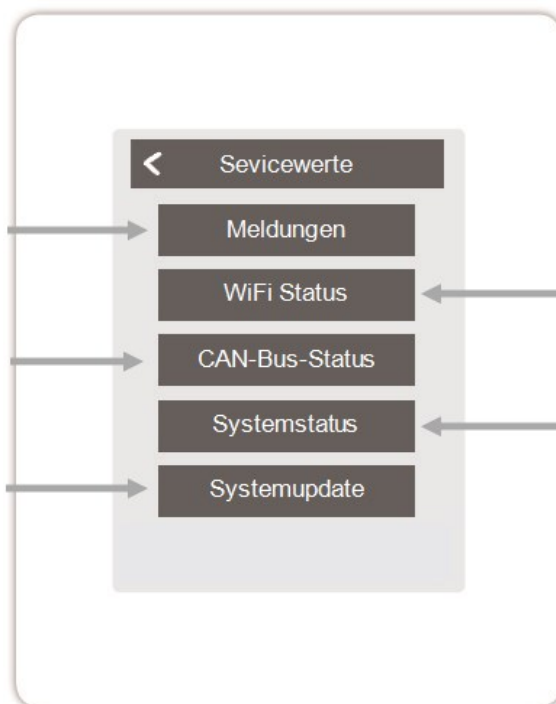 Sevicewerte
Meldungen
WiFi Status
CAN-Bus-Status
Systemstatus
Systemupdate